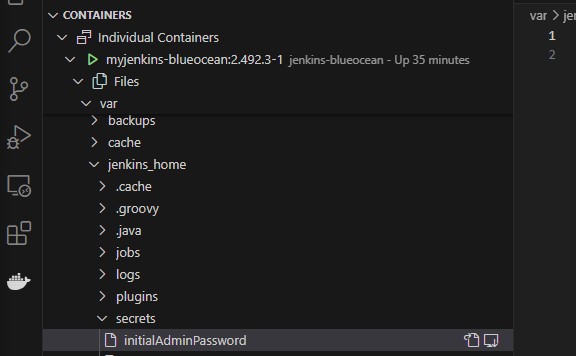 CONTAINERS
Individual Containers
myjenkins-blueocean:2.492.3-1 jenkins-blueocean - Up 35 minutes
Files
var
backups
cache
jenkins_home
.cache
.groovy
.java
jobs
logs
plugins
secrets
initialAdminPassword
var > je
1
2